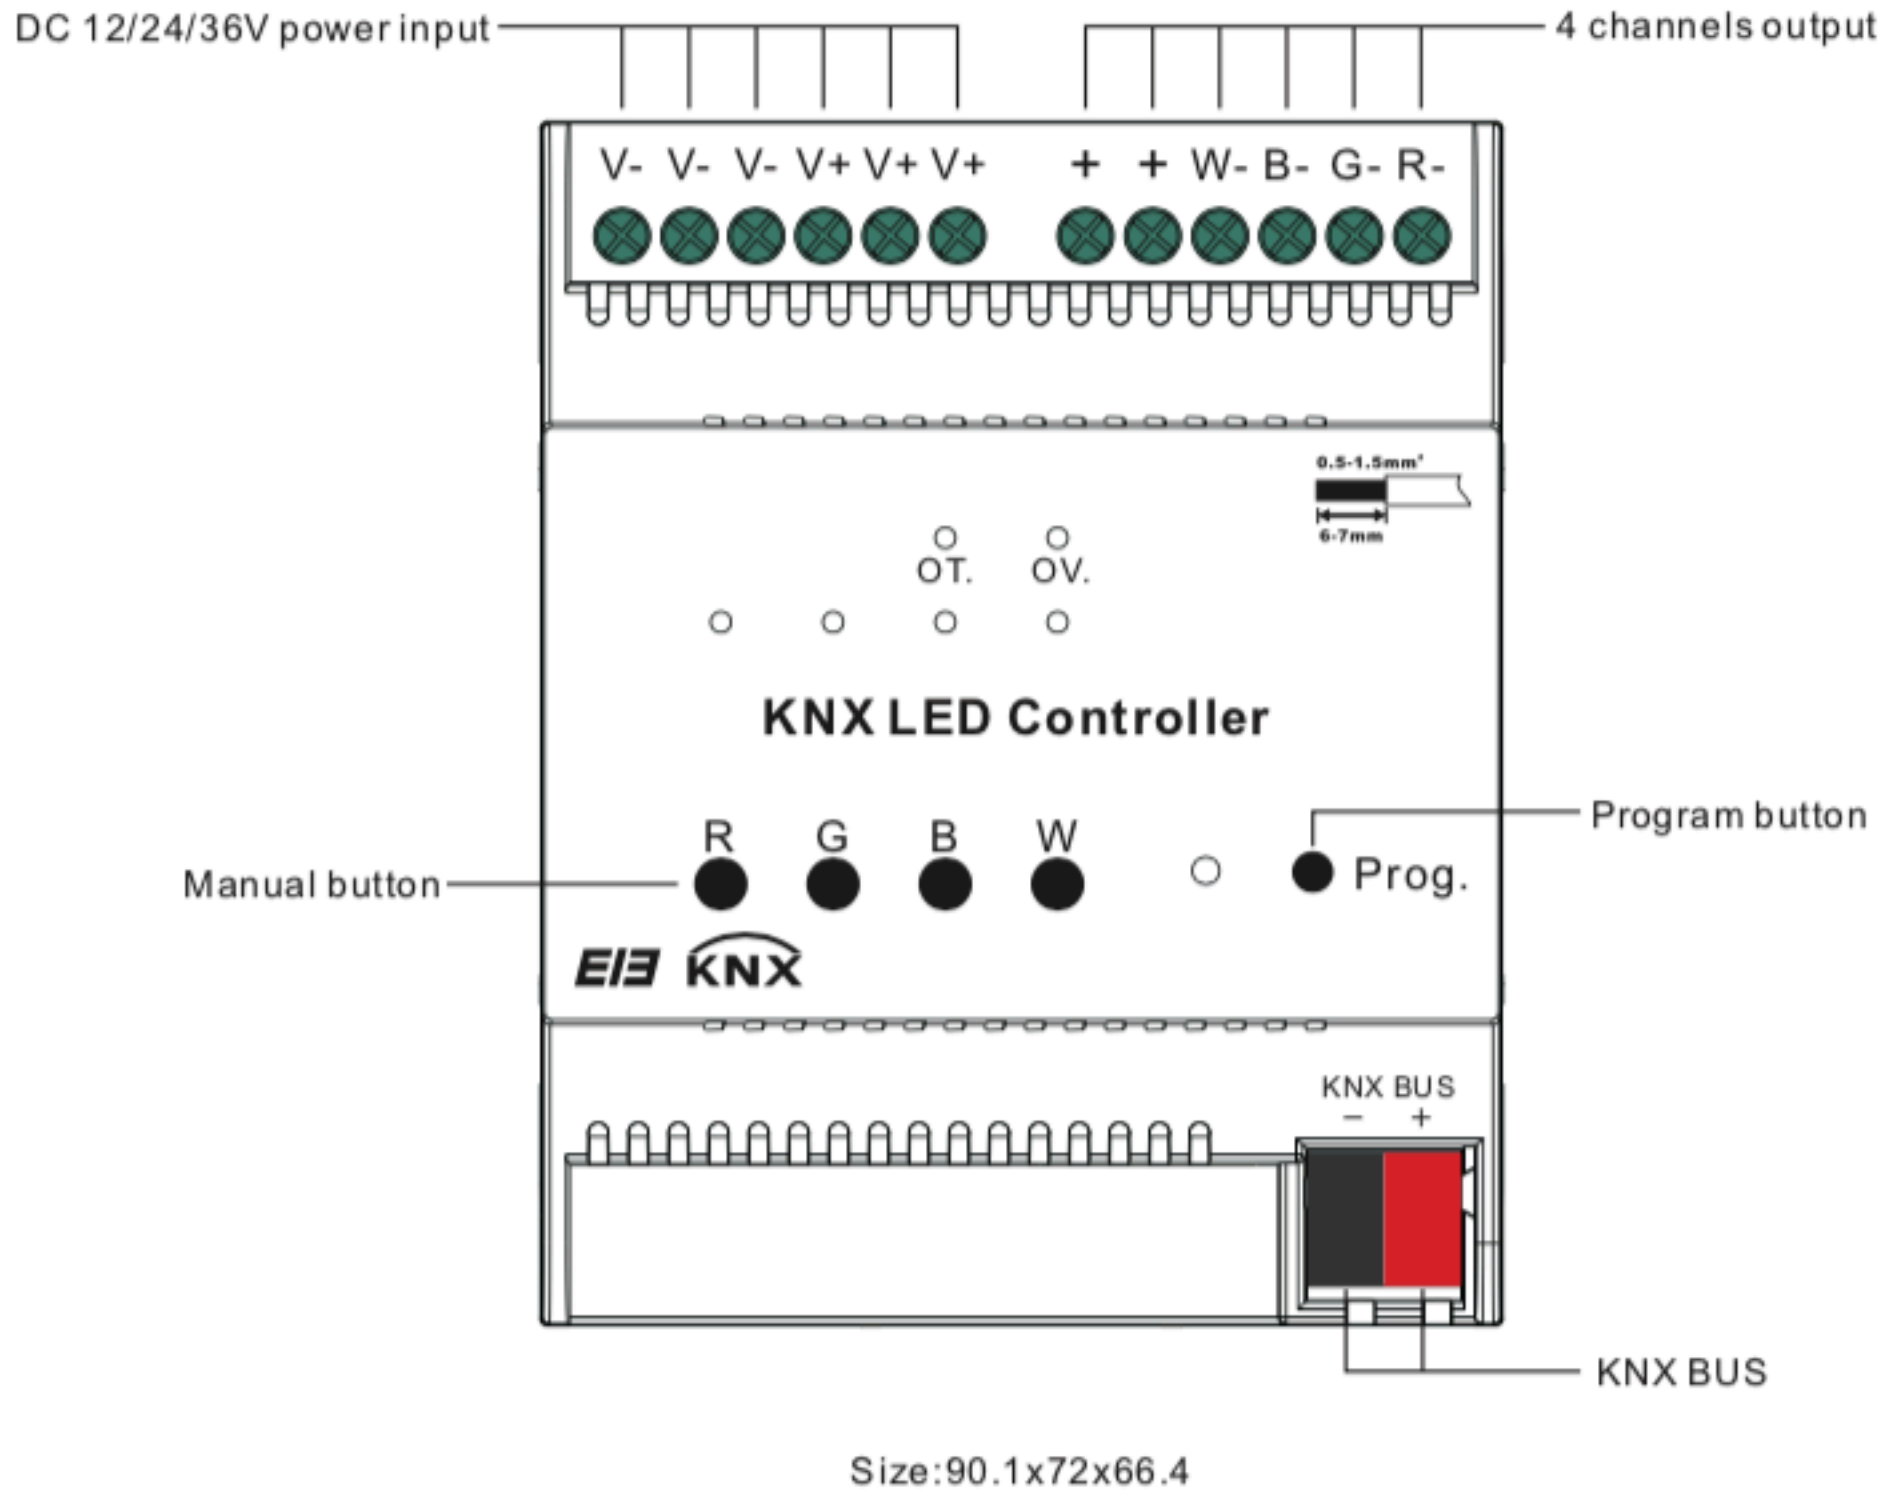 DC 12/24/36V power input
4 channels output
V- V- V- V+ V+ V+ + + W- B- G- R-
0.5-1.5mm²
6-7mm
OT. OV.
KNX LED Controller
R G B W
Program button
Manual button
Prog.
EIB KNX
KNX BUS
− +
KNX BUS
Size:90.1x72x66.4